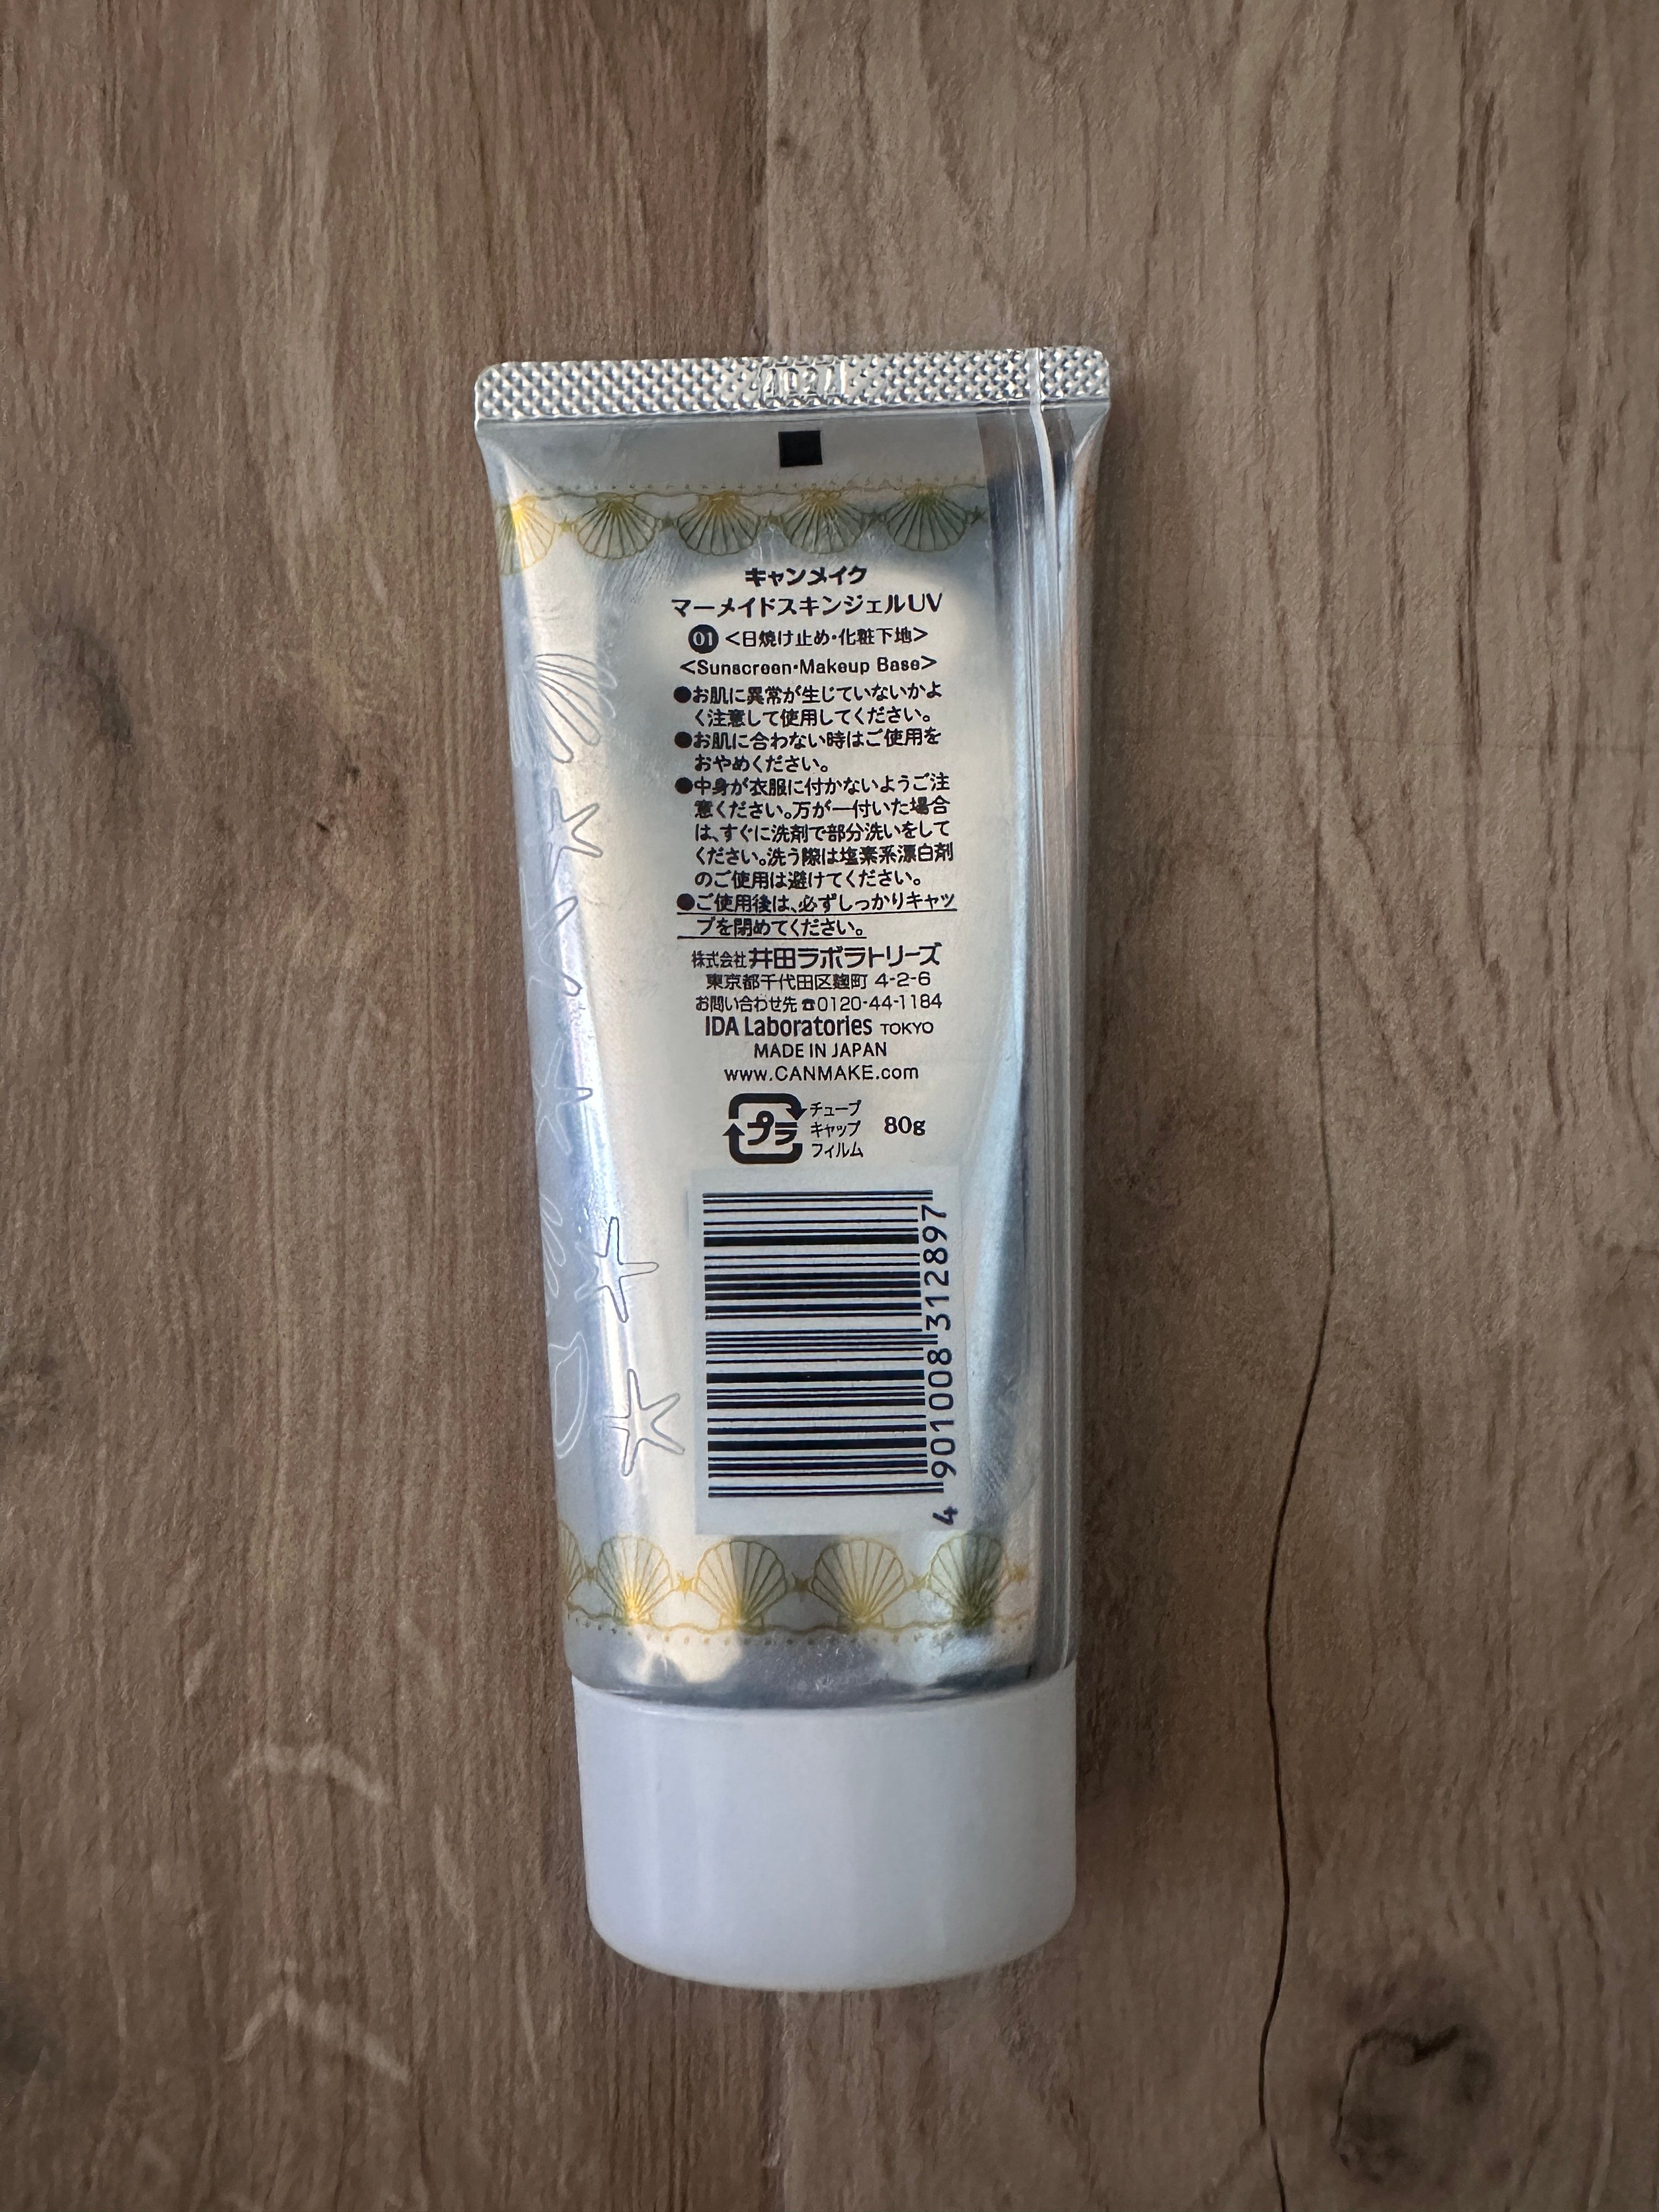 キャンメイク
マーメイドスキンジェルUV
01 <日焼け止め・化粧下地>
<Sunscreen・Makeup Base>
●お肌に異常が生じていないかよ
く注意して使用してください。
●お肌に合わない時はご使用を
おやめください。
●中身が衣服に付かないようご注
意ください。万が一付いた場合
は、すぐに洗剤で部分洗いをして
ください。洗う際は塩素系漂白剤
のご使用は避けてください。
●ご使用後は、必ずしっかりキャッ
プを閉めてください。
株式会社井田ラボラトリーズ
東京都千代田区麹町 4-2-6
お問い合わせ先 ☎0120-44-1184
IDA Laboratories TOKYO
MADE IN JAPAN
www.CANMAKE.com
プラ
チューブ
キャップ
フィルム
80g
4 901008 312897